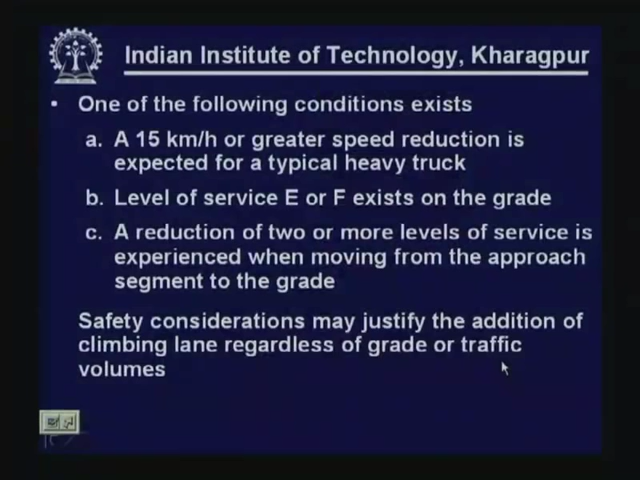 Indian Institute of Technology, Kharagpur
• One of the following conditions exists
a. A 15 km/h or greater speed reduction is
expected for a typical heavy truck
b. Level of service E or F exists on the grade
c. A reduction of two or more levels of service is
experienced when moving from the approach
segment to the grade
Safety considerations may justify the addition of
climbing lane regardless of grade or traffic
volumes